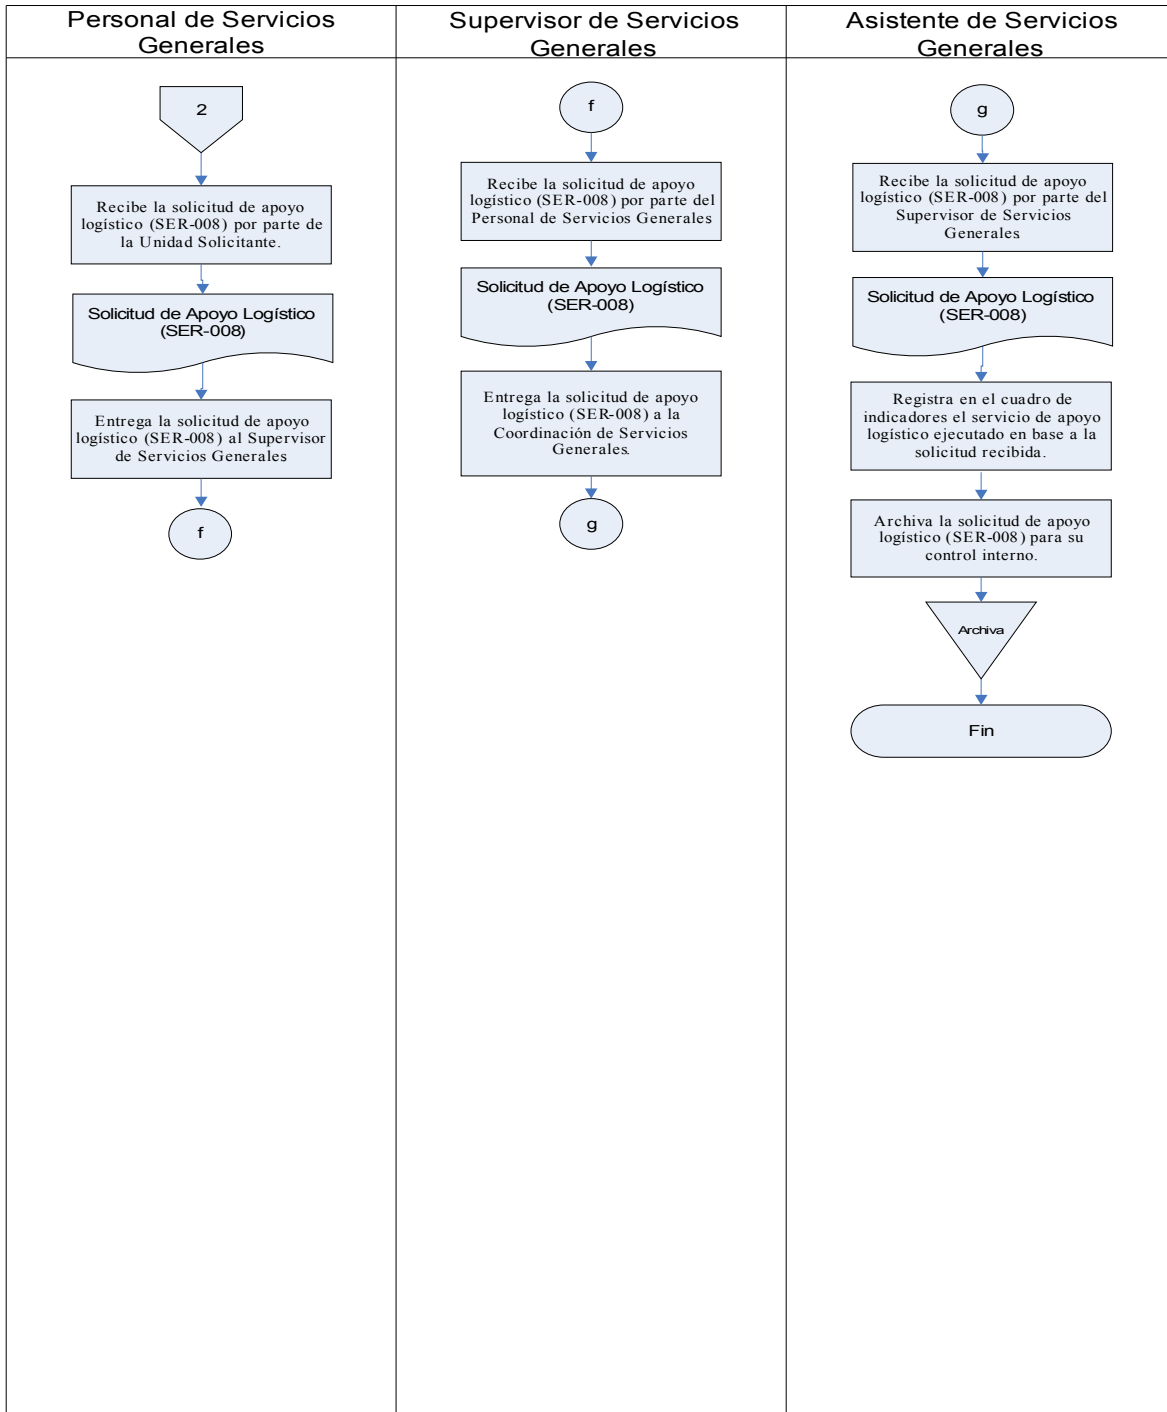 Personal de Servicios
Generales
2
Recibe la solicitud de apoyo
logístico (SER-008) por parte de
la Unidad Solicitante.
Solicitud de Apoyo Logístico
(SER-008)
Entrega la solicitud de apoyo
logístico (SER-008) al Supervisor
de Servicios Generales
f
Supervisor de Servicios
Generales
f
Recibe la solicitud de apoyo
logístico (SER-008) por parte del
Personal de Servicios Generales
Solicitud de Apoyo Logístico
(SER-008)
Entrega la solicitud de apoyo
logístico (SER-008) a la
Coordinación de Servicios
Generales.
g
Asistente de Servicios
Generales
g
Recibe la solicitud de apoyo
logístico (SER-008) por parte del
Supervisor de Servicios
Generales.
Solicitud de Apoyo Logístico
(SER-008)
Registra en el cuadro de
indicadores el servicio de apoyo
logístico ejecutado en base a la
solicitud recibida.
Archiva la solicitud de apoyo
logístico (SER-008) para su
control interno.
Archiva
Fin